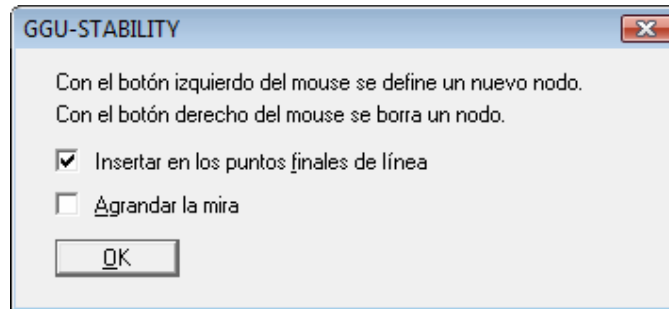 GGU-STABILITY
Con el botón izquierdo del mouse se define un nuevo nodo.
Con el botón derecho del mouse se borra un nodo.
Insertar en los puntos finales de línea
Agrandar la mira
OK